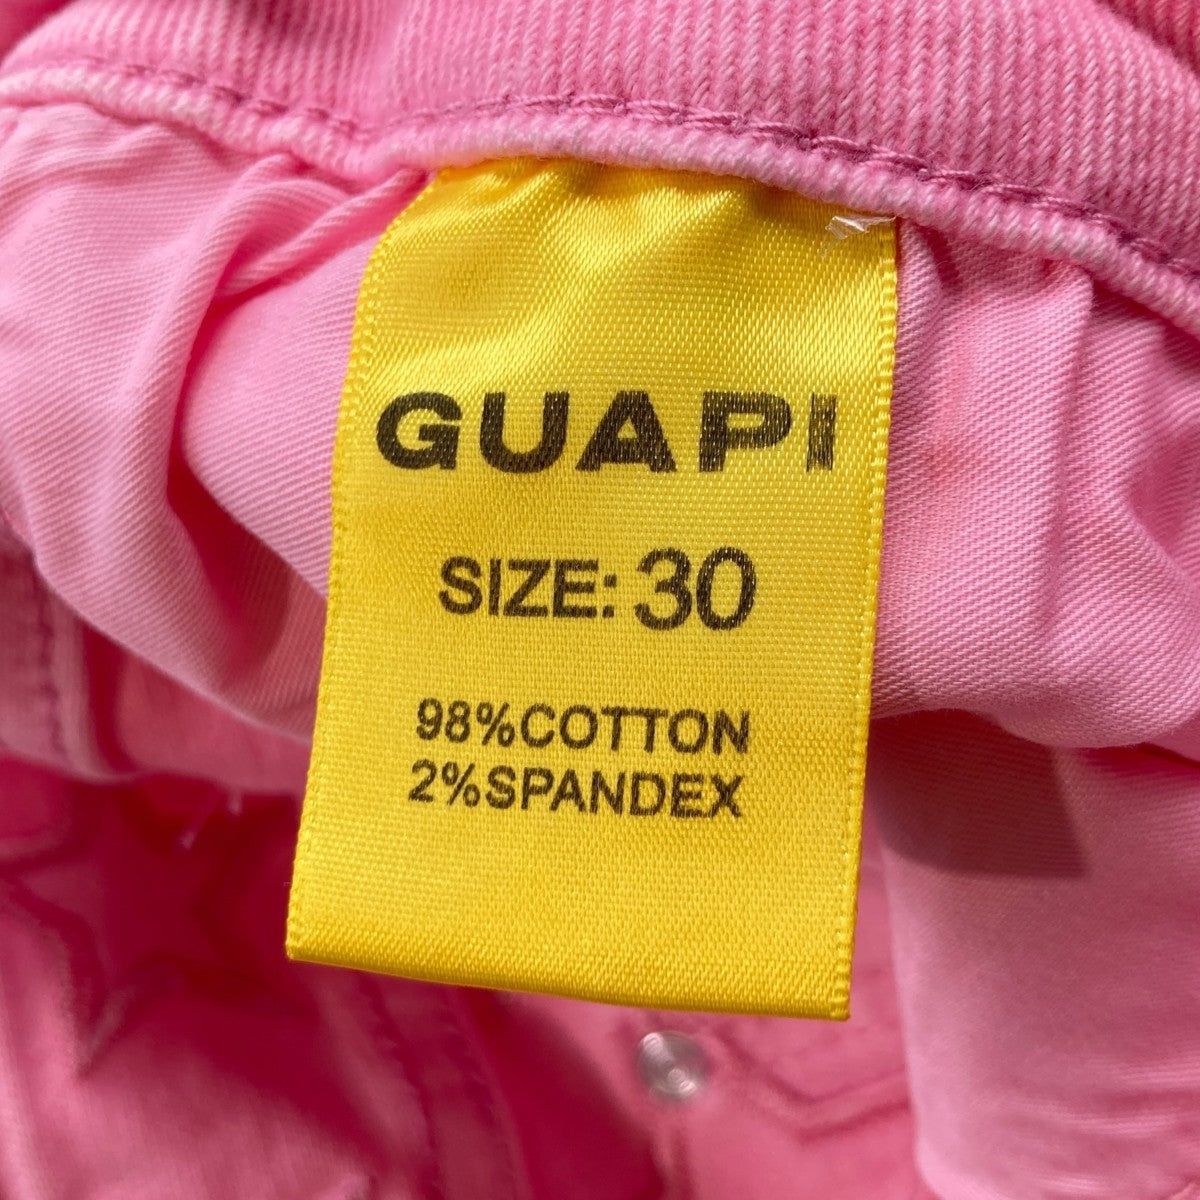 GUAPI
SIZE: 30
98%COTTON
2%SPANDEX